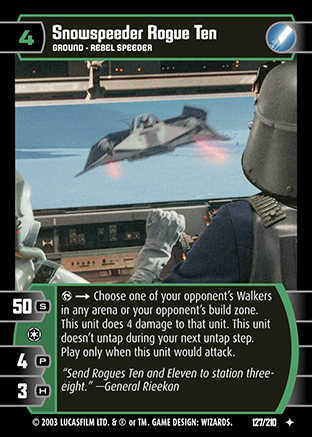 4 Snowspeeder Rogue Ten
GROUND - REBEL SPEEDER
50 S
4 P
3 H
→ Choose one of your opponent's Walkers
in any arena or your opponent's build zone.
This unit does 4 damage to that unit. This unit
doesn't untap during your next untap step.
Play only when this unit would attack.
"Send Rogues Ten and Eleven to station three-
eight." —General Rieekan
© 2003 LUCASFILM LTD. & ® or TM. GAME DESIGN: WIZARDS. 127/210